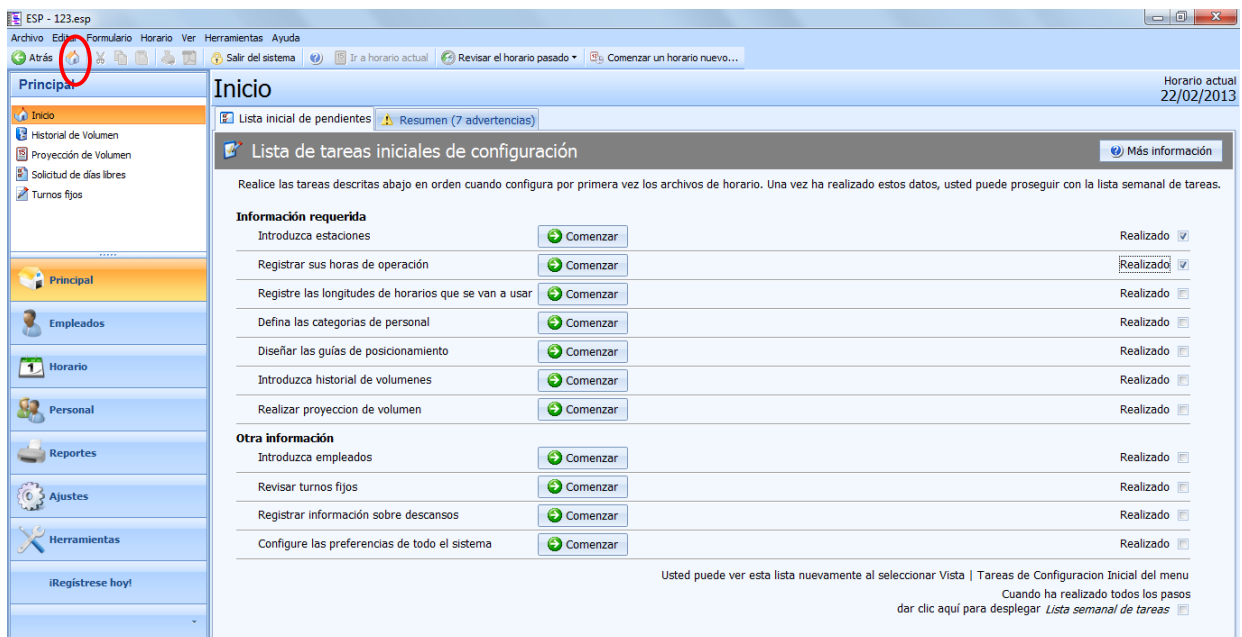 ESP - 123.esp
Archivo Editar Formulario Horario Ver Herramientas Ayuda
Atrás Salir del sistema Ir a horario actual Revisar el horario pasado Comenzar un horario nuevo...
Principal
Inicio
Historial de Volumen
Proyección de Volumen
Solicitud de días libres
Turnos fijos
Principal
Empleados
Horario
Personal
Reportes
Ajustes
Herramientas
¡Regístrese hoy!
Inicio
Horario actual
22/02/2013
Lista inicial de pendientes Resumen (7 advertencias)
Lista de tareas iniciales de configuración Más información
Realice las tareas descritas abajo en orden cuando configura por primera vez los archivos de horario. Una vez ha realizado estos datos, usted puede proseguir con la lista semanal de tareas.
Información requerida
Introduzca estaciones Comenzar Realizado
Registrar sus horas de operación Comenzar Realizado
Registre las longitudes de horarios que se van a usar Comenzar Realizado
Defina las categorias de personal Comenzar Realizado
Diseñar las guías de posicionamiento Comenzar Realizado
Introduzca historial de volumenes Comenzar Realizado
Realizar proyeccion de volumen Comenzar Realizado
Otra información
Introduzca empleados Comenzar Realizado
Revisar turnos fijos Comenzar Realizado
Registrar información sobre descansos Comenzar Realizado
Configure las preferencias de todo el sistema Comenzar Realizado
Usted puede ver esta lista nuevamente al seleccionar Vista | Tareas de Configuracion Inicial del menu
Cuando ha realizado todos los pasos
dar clic aquí para desplegar Lista semanal de tareas